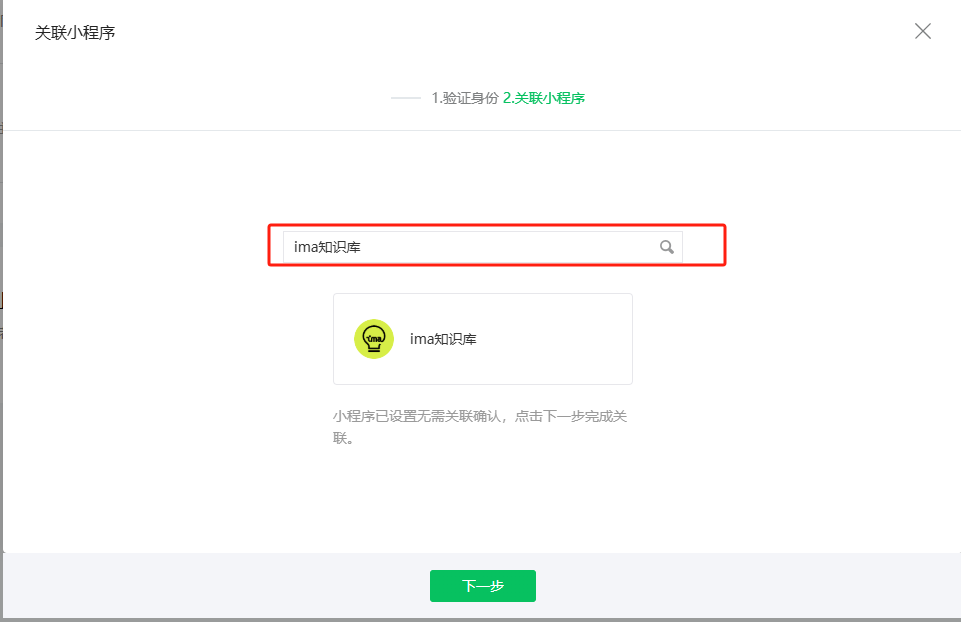 关联小程序
1.验证身份 2.关联小程序
ima知识库
ima
ima知识库
小程序已设置无需关联确认，点击下一步完成关
联。
下一步